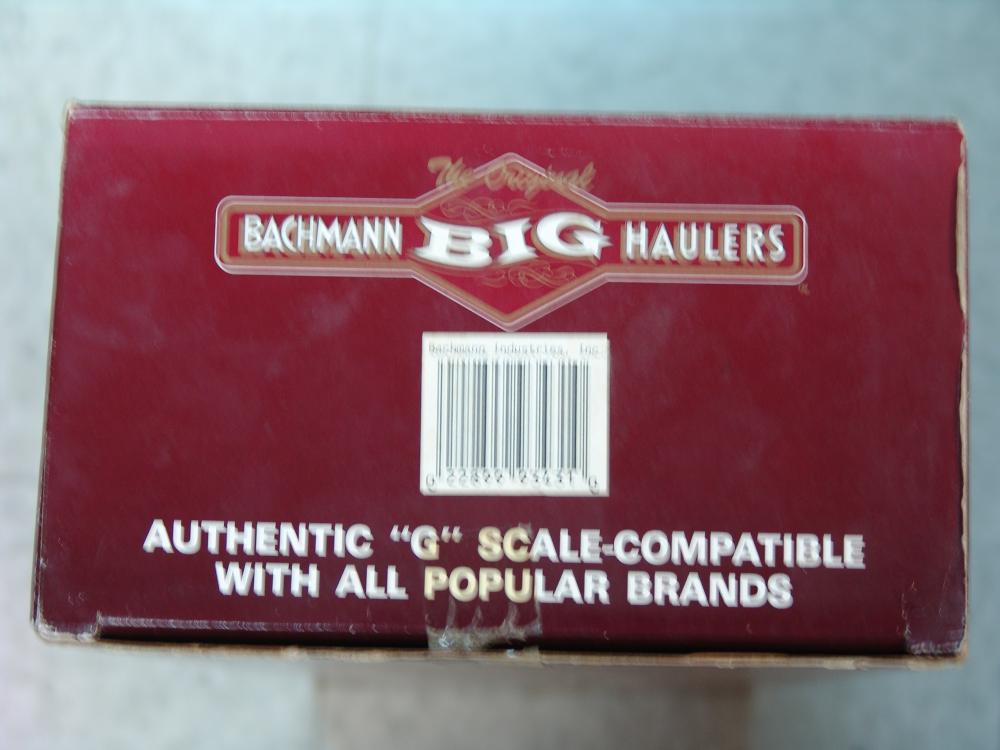 The Original
BACHMANN BIG HAULERS
Bachmann Industries, Inc.
AUTHENTIC “G“ SCALE-COMPATIBLE
WITH ALL POPULAR BRANDS